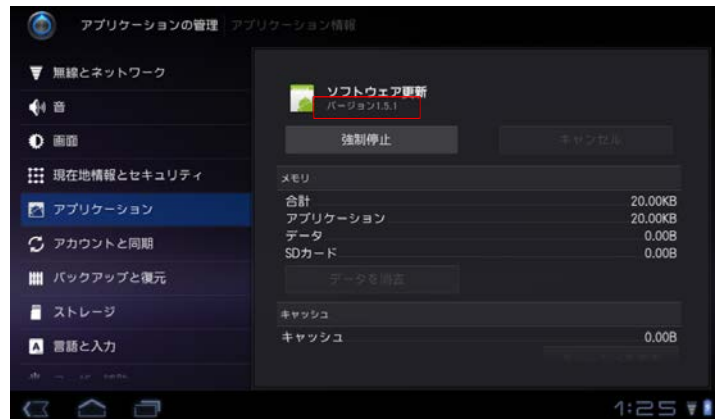 アプリケーションの管理 アプリケーション情報
無線とネットワーク
音
画面
現在地情報とセキュリティ
アプリケーション
アカウントと同期
バックアップと復元
ストレージ
言語と入力
ソフトウェア更新
バージョン1.5.1
強制停止 キャンセル
メモリ
合計 20.00KB
アプリケーション 20.00KB
データ 0.00B
SDカード 0.00B
データを消去
キャッシュ
キャッシュ 0.00B
1:25